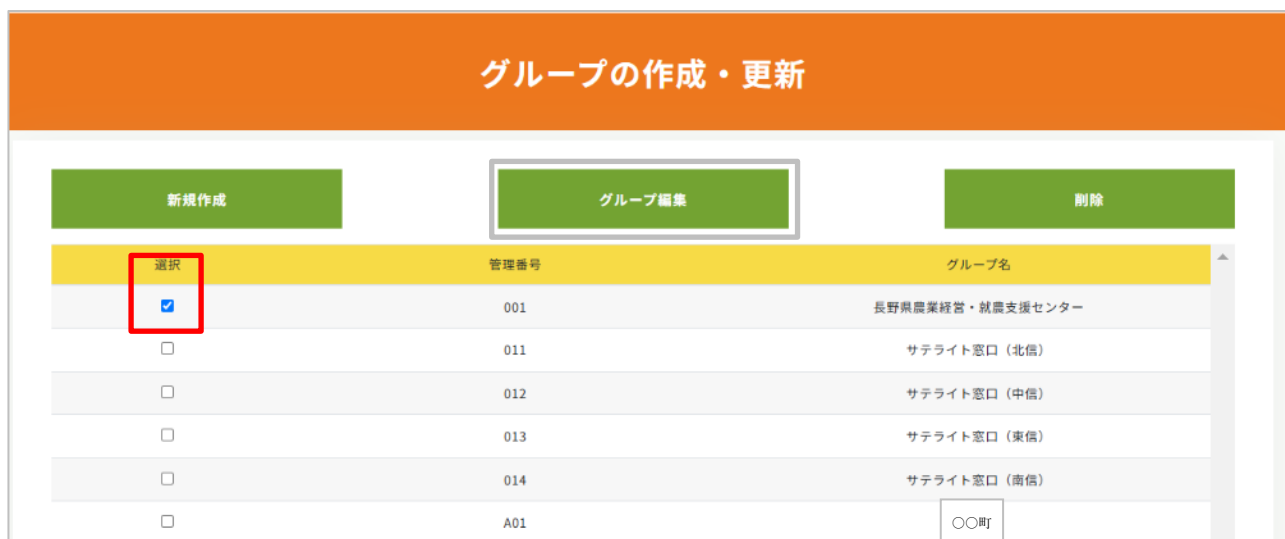 グループの作成・更新
新規作成 グループ編集 削除
選択 管理番号 グループ名
001 長野県農業経営・就農支援センター
011 サテライト窓口（北信）
012 サテライト窓口（中信）
013 サテライト窓口（東信）
014 サテライト窓口（南信）
A01 〇〇町